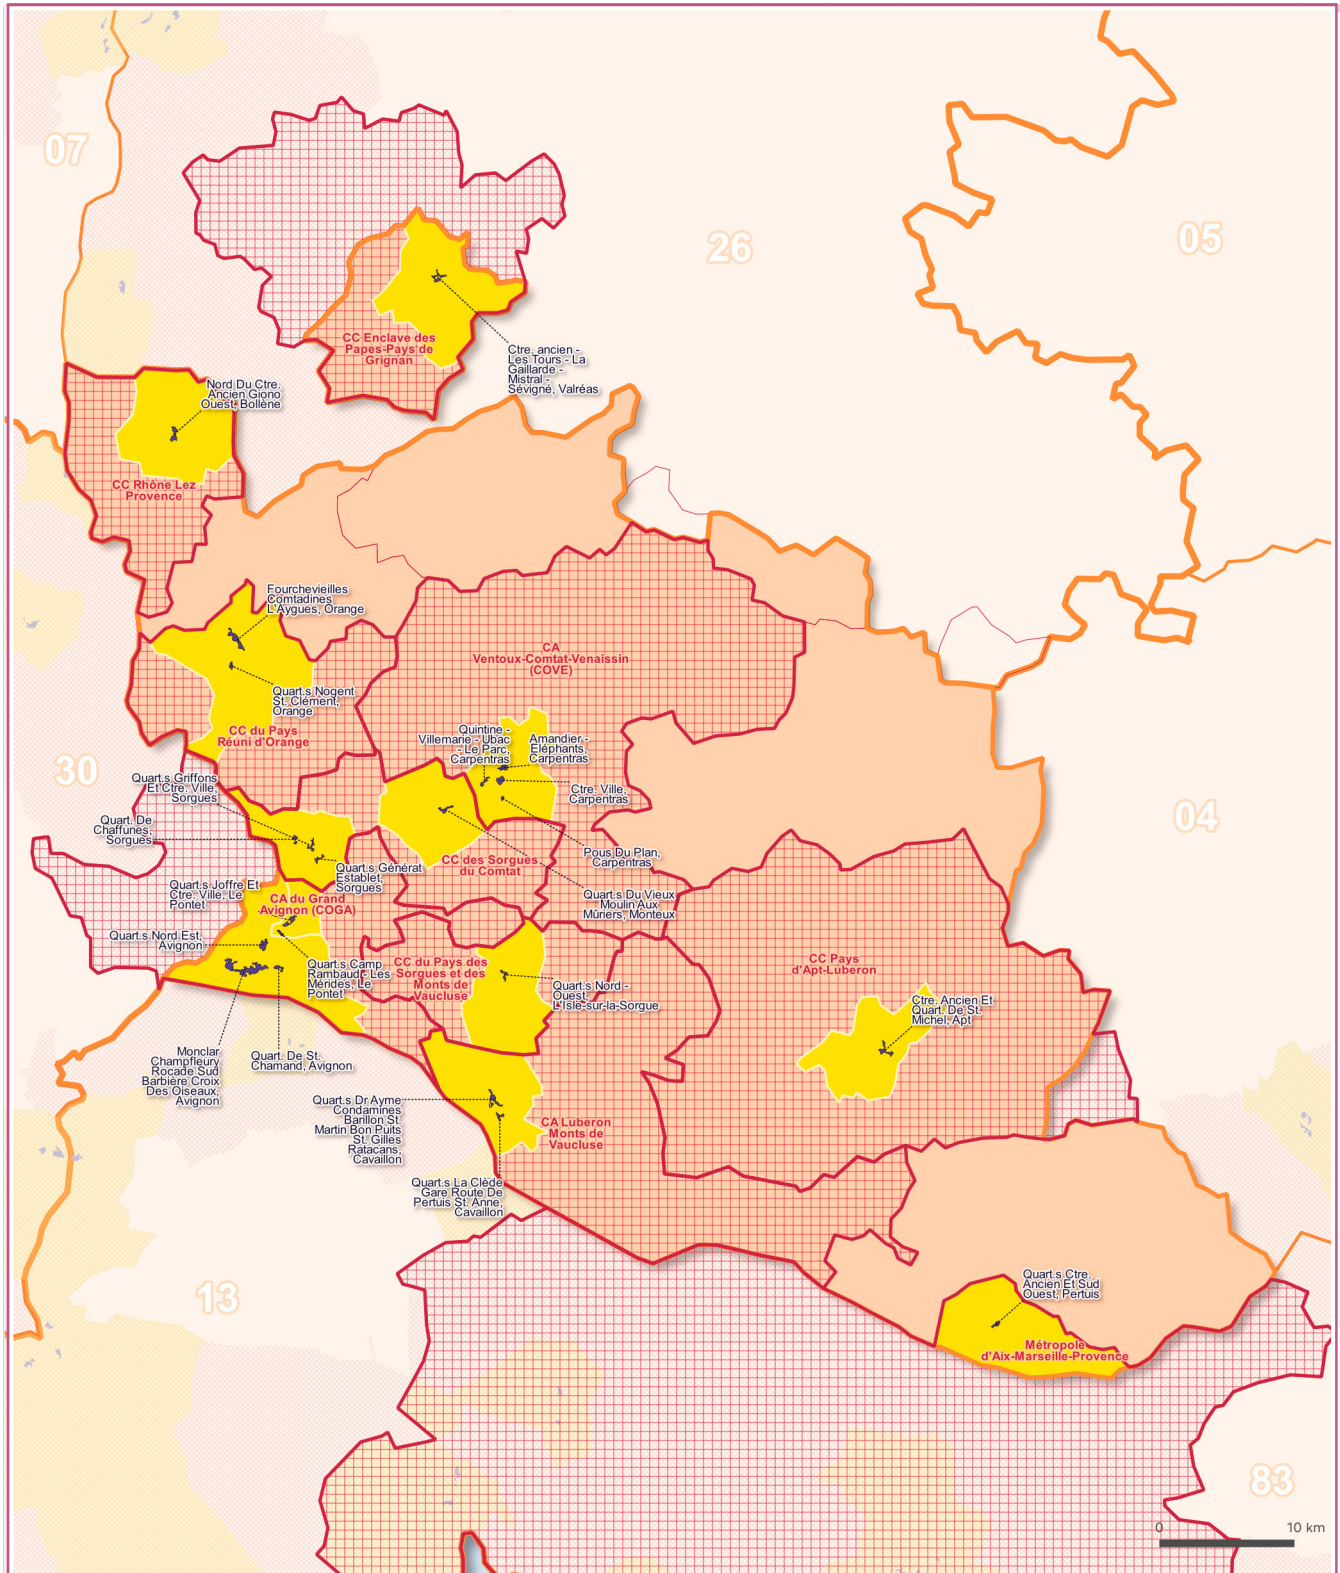 07
26
05
CC Enclave des
Papes-Pays de
Grignan
Ctre. ancien -
Les Tours - La
Gaillarde -
Mistral -
Sévigné, Valréas
Nord Du Ctre.
Ancien Giono
Ouest, Bollène
CC Rhône Lez
Provence
Fourchevieilles
Comtadines
L'Aygues, Orange
CA
Ventoux-Comtat-Venaissin
(COVE)
Quart.s Nogent
St. Clément,
Orange
CC du Pays
Réuni d'Orange
Quintine -
Villemarie - Ubac
- Le Parc,
Carpentras
Amandier -
Eléphants,
Carpentras
30
Quart.s Griffons
Et Ctre. Ville,
Sorgues
Ctre. Ville,
Carpentras
04
Quart. De
Chaffunes,
Sorgues
Pous Du Plan,
Carpentras
CC des Sorgues
du Comtat
Quart.s Générat
Establet,
Sorgues
Quart.s Joffre Et
Ctre. Ville, Le
Pontet
CA du Grand
Avignon (COGA)
Quart.s Du Vieux
Moulin Aux
Mûriers, Monteux
Quart.s Nord Est,
Avignon
CC du Pays des
Sorgues et des
Monts de
Vaucluse
CC Pays
d'Apt-Luberon
Quart.s Camp
Rambaud - Les
Mérides, Le
Pontet
Quart.s Nord -
Ouest,
L'Isle-sur-la-Sorgue
Ctre. Ancien Et
Quart. De St.
Michel, Apt
Monclar
Champfleury
Rocade Sud
Barbière Croix
Des Oiseaux,
Avignon
Quart. De St.
Chamand, Avignon
Quart.s Dr Ayme
Condamines
Barillon St.
Martin Bon Puits
St. Gilles
Ratacans,
Cavaillon
CA Luberon
Monts de
Vaucluse
Quart.s La Clède
Gare Route De
Pertuis St. Anne,
Cavaillon
13
Quart.s Ctre.
Ancien Et Sud
Ouest, Pertuis
Métropole
d'Aix-Marseille-Provence
83
0
10 km